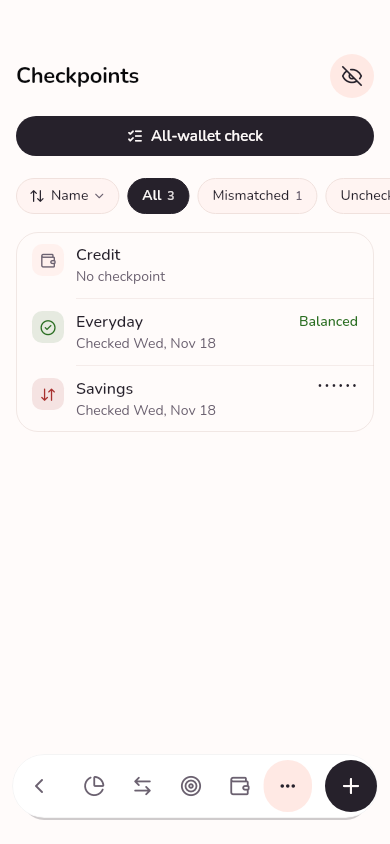 Checkpoints
All-wallet check
Name
All 3
Mismatched 1
Uncheck
Credit
No checkpoint
Everyday
Balanced
Checked Wed, Nov 18
Savings
••••••
Checked Wed, Nov 18